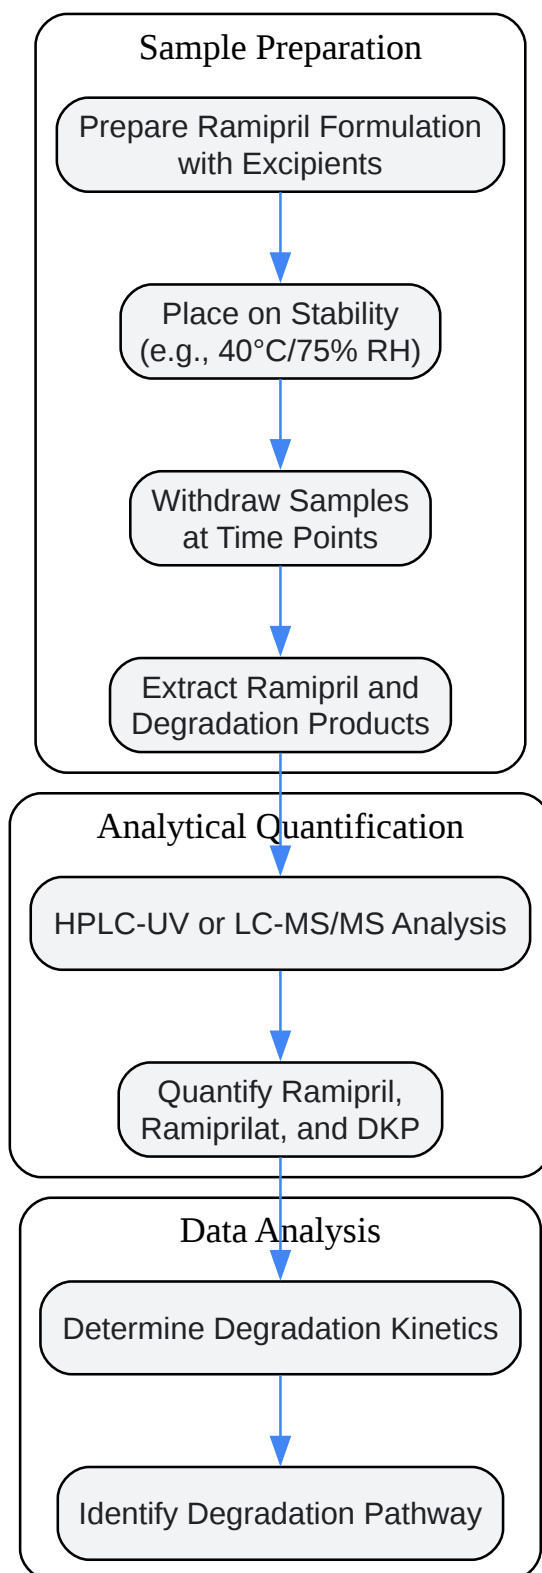 Sample Preparation
Prepare Ramipril Formulation
with Excipients
Place on Stability
(e.g., 40°C/75% RH)
Withdraw Samples
at Time Points
Extract Ramipril and
Degradation Products
Analytical Quantification
HPLC-UV or LC-MS/MS Analysis
Quantify Ramipril,
Ramiprilat, and DKP
Data Analysis
Determine Degradation Kinetics
Identify Degradation Pathway